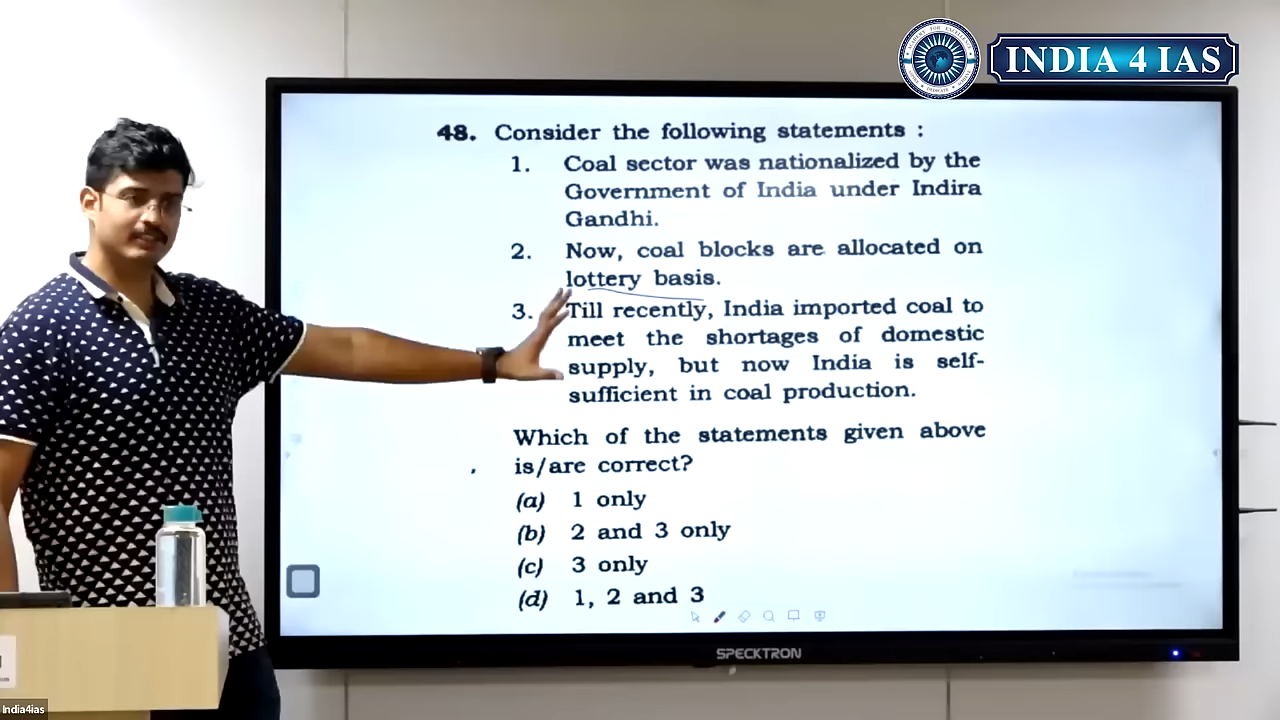 INDIA 4 IAS
48. Consider the following statements :
1. Coal sector was nationalized by the
Government of India under Indira
Gandhi.
2. Now, coal blocks are allocated on
lottery basis.
3. Till recently, India imported coal to
meet the shortages of domestic
supply, but now India is self-
sufficient in coal production.
Which of the statements given above
is/are correct?
(a) 1 only
(b) 2 and 3 only
(c) 3 only
(d) 1, 2 and 3
SPECKTRON
India4ias